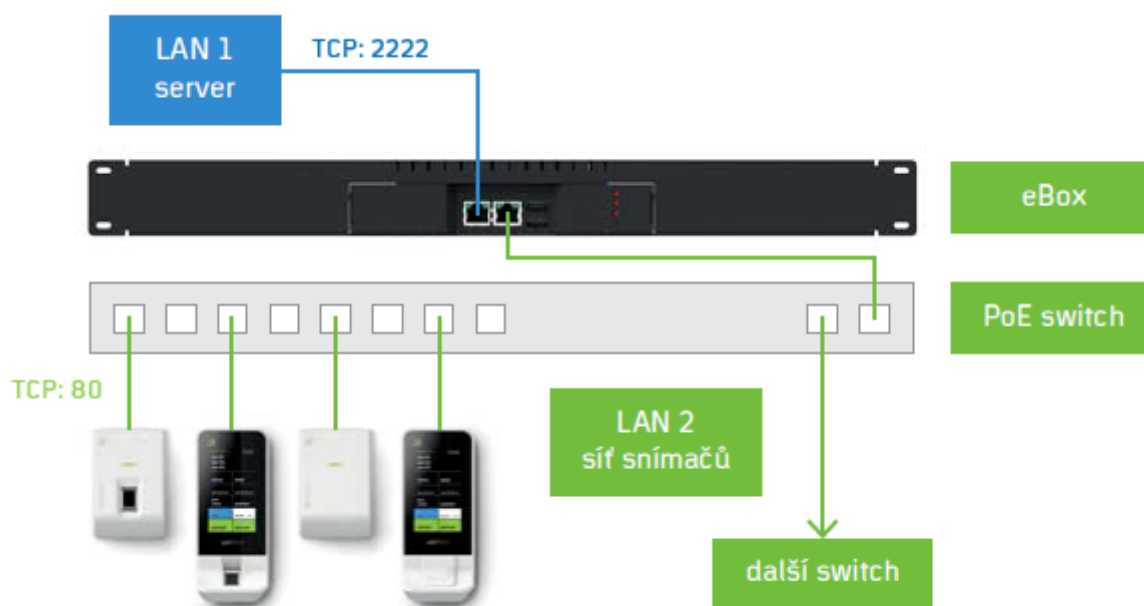 LAN 1
server
TCP: 2222
eBox
PoE switch
TCP: 80
LAN 2
síť snímačů
další switch